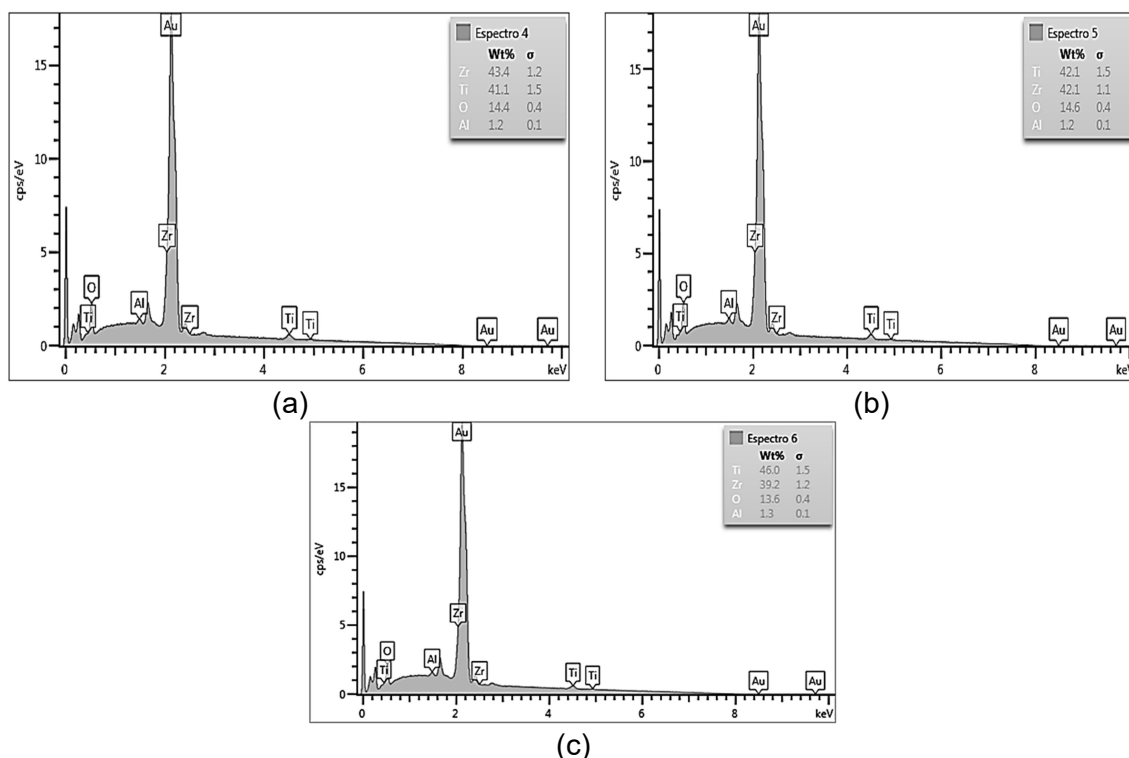 Au
Espectro 4
Wt% σ
Zr 43.4 1.2
Ti 41.1 1.5
O 14.4 0.4
Al 1.2 0.1
15
10
cps/eV
5
Zr
O
Al
Ti
Zr
Ti
Ti
Au
Au
0
0 2 4 6 8 keV
(a)
Au
Espectro 5
Wt% σ
Ti 42.1 1.5
Zr 42.1 1.1
O 14.6 0.4
Al 1.2 0.1
15
10
cps/eV
5
Zr
O
Al
Ti
Zr
Ti
Ti
Au
Au
0
0 2 4 6 8 keV
(b)
Au
Espectro 6
Wt% σ
Ti 46.0 1.5
Zr 39.2 1.2
O 13.6 0.4
Al 1.3 0.1
15
10
cps/eV
5
Zr
O
Al
Ti
Zr
Ti
Ti
Au
Au
0
0 2 4 6 8 keV
(c)